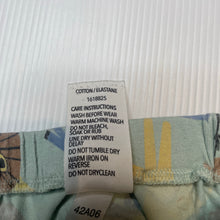 COTTON / ELASTANE
1618825
CARE INSTRUCTIONS
WASH BEFORE WEAR
WARM MACHINE WASH
DO NOT BLEACH,
SOAK OR RUB
LINE DRY WITHOUT
DELAY
DO NOT TUMBLE DRY
WARM IRON ON
REVERSE
DO NOT DRYCLEAN
42A06